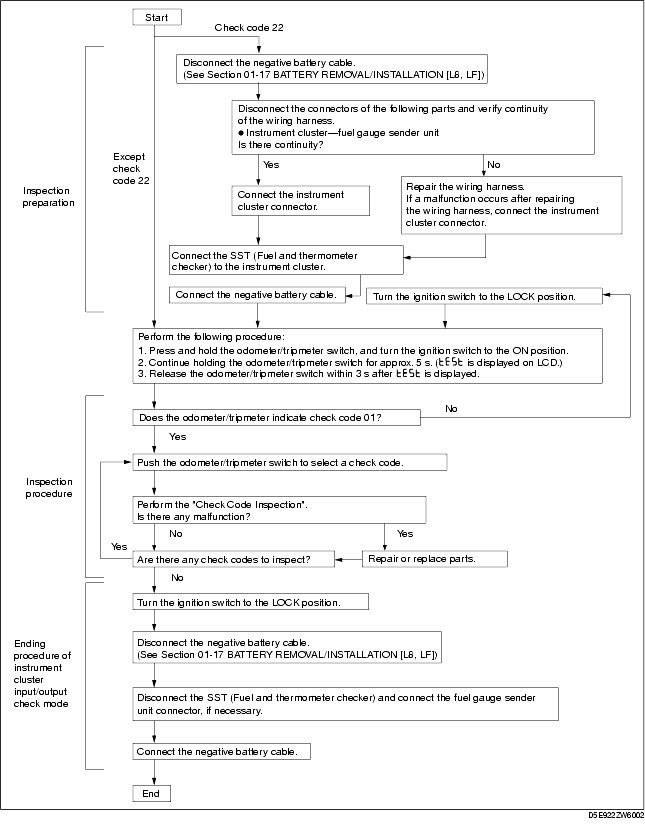 Start
Check code 22
Disconnect the negative battery cable.
(See Section 01-17 BATTERY REMOVAL/INSTALLATION [L8, LF])
Disconnect the connectors of the following parts and verify continuity
of the wiring harness.
● Instrument cluster—fuel gauge sender unit
Is there continuity?
Except
check
code 22
Yes
No
Inspection
preparation
Connect the instrument
cluster connector.
Repair the wiring harness.
If a malfunction occurs after repairing
the wiring harness, connect the instrument
cluster connector.
Connect the SST (Fuel and thermometer
checker) to the instrument cluster.
Connect the negative battery cable.
Turn the ignition switch to the LOCK position.
Perform the following procedure:
1. Press and hold the odometer/tripmeter switch, and turn the ignition switch to the ON position.
2. Continue holding the odometer/tripmeter switch for approx. 5 s. (tESt is displayed on LCD.)
3. Release the odometer/tripmeter switch within 3 s after tESt is displayed.
Does the odometer/tripmeter indicate check code 01?
No
Yes
Push the odometer/tripmeter switch to select a check code.
Inspection
procedure
Perform the "Check Code Inspection".
Is there any malfunction?
No
Yes
Yes
Are there any check codes to inspect?
Repair or replace parts.
No
Turn the ignition switch to the LOCK position.
Ending
procedure of
instrument
cluster
input/output
check mode
Disconnect the negative battery cable.
(See Section 01-17 BATTERY REMOVAL/INSTALLATION [L8, LF])
Disconnect the SST (Fuel and thermometer checker) and connect the fuel gauge sender
unit connector, if necessary.
Connect the negative battery cable.
End
D5E922ZW6002